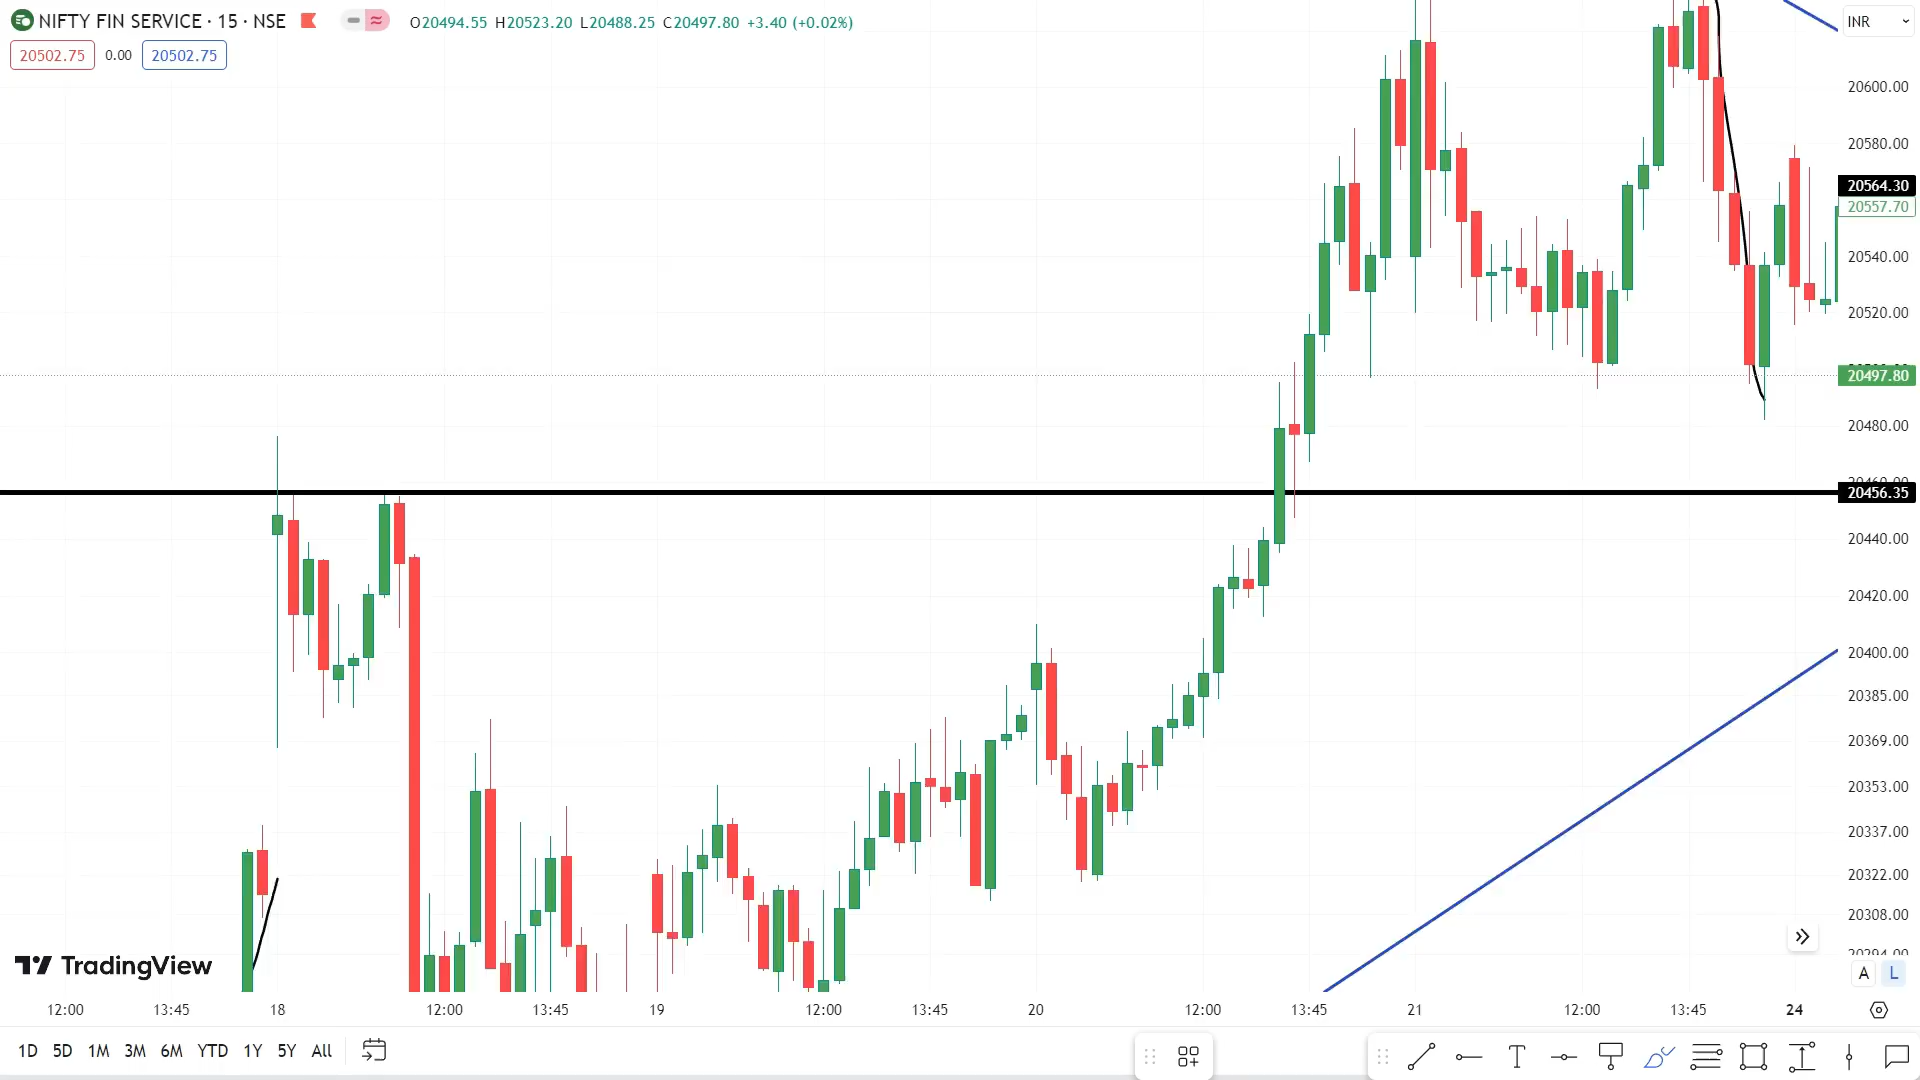 NIFTY FIN SERVICE · 15 · NSE
O20494.55 H20523.20 L20488.25 C20497.80 +3.40 (+0.02%)
INR
20502.75 0.00 20502.75
20600.00
20580.00
20564.30
20557.70
20540.00
20520.00
20497.80
20480.00
20456.35
20440.00
20420.00
20400.00
20385.00
20369.00
20353.00
20337.00
20322.00
20308.00
20294.00
TradingView
A L
12:00 13:45 18 12:00 13:45 19 12:00 13:45 20 12:00 13:45 21 12:00 13:45 24
1D 5D 1M 3M 6M YTD 1Y 5Y All